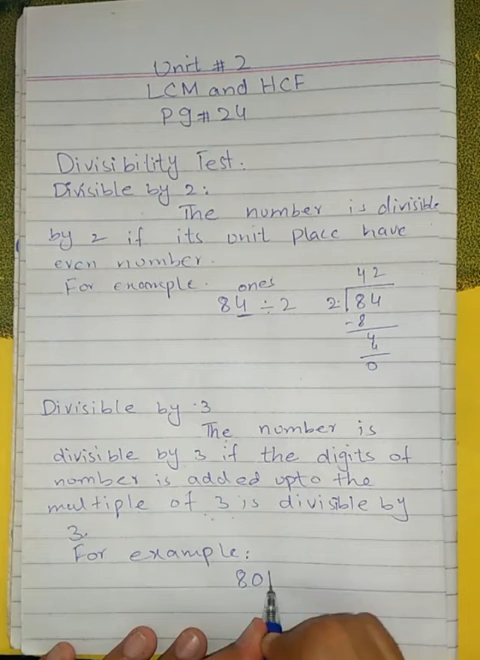 Unit # 2
LCM and HCF
Pg # 24
Divisibility Test:
Divisible by 2:
The number is divisible
by 2 if its unit place have
even number.
For example. ones
84 ÷ 2
42
2 84
-8
4
0
Divisible by 3
The number is
divisible by 3 if the digits of
number is added upto the
multiple of 3 is divisible by
3.
For example:
801